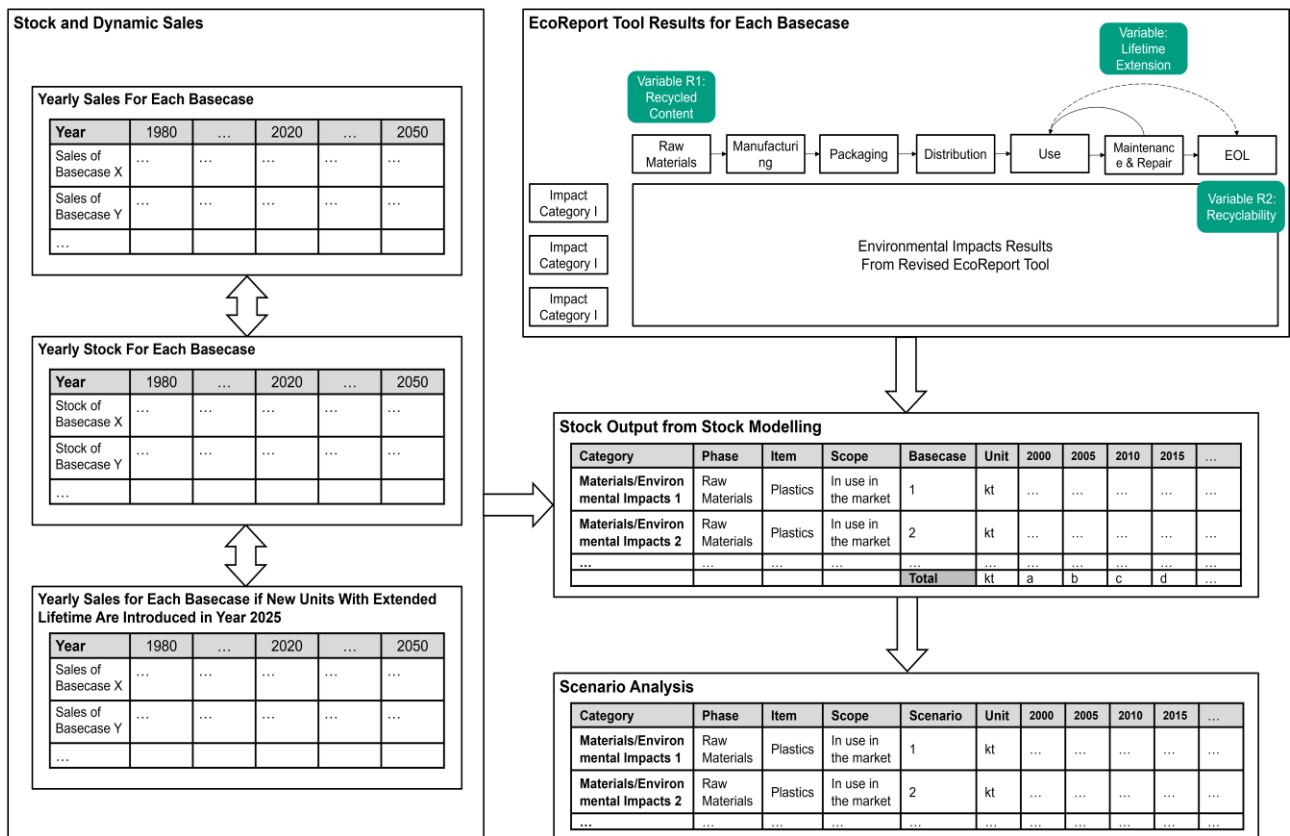 Stock and Dynamic Sales
Yearly Sales For Each Basecase
Year 1980 … 2020 … 2050
Sales of
Basecase X … … … … …
Sales of
Basecase Y … … … … …
…
Yearly Stock For Each Basecase
Year 1980 … 2020 … 2050
Stock of
Basecase X … … … … …
Stock of
Basecase Y … … … … …
…
Yearly Sales for Each Basecase if New Units With Extended
Lifetime Are Introduced in Year 2025
Year 1980 … 2020 … 2050
Sales of
Basecase X … … … … …
Sales of
Basecase Y … … … … …
…
EcoReport Tool Results for Each Basecase
Variable R1:
Recycled
Content
Variable:
Lifetime
Extension
Raw
Materials
Manufacturi
ng
Packaging
Distribution
Use
Maintenanc
e & Repair
EOL
Variable R2:
Recyclability
Impact
Category I
Impact
Category I
Impact
Category I
Environmental Impacts Results
From Revised EcoReport Tool
Stock Output from Stock Modelling
Category Phase Item Scope Basecase Unit 2000 2005 2010 2015 …
Materials/Environ
mental Impacts 1 Raw
Materials Plastics In use in
the market 1 kt … … … … …
Materials/Environ
mental Impacts 2 Raw
Materials Plastics In use in
the market 2 kt … … … … …
… … … … … … … … … … …
Total kt a b c d …
Scenario Analysis
Category Phase Item Scope Scenario Unit 2000 2005 2010 2015 …
Materials/Environ
mental Impacts 1 Raw
Materials Plastics In use in
the market 1 kt … … … … …
Materials/Environ
mental Impacts 2 Raw
Materials Plastics In use in
the market 2 kt … … … … …
… … … … … … … … … … …